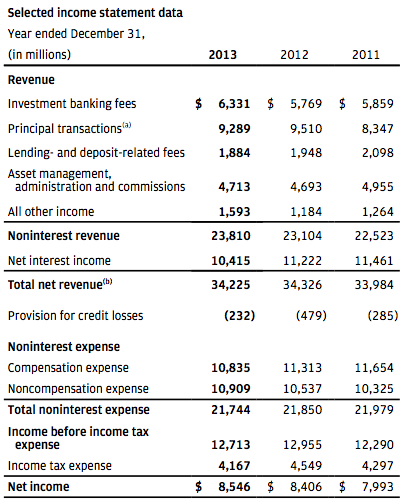 Selected income statement data
Year ended December 31,
(in millions) 2013 2012 2011
Revenue
Investment banking fees $ 6,331 $ 5,769 $ 5,859
Principal transactions(a) 9,289 9,510 8,347
Lending- and deposit-related fees 1,884 1,948 2,098
Asset management,
administration and commissions 4,713 4,693 4,955
All other income 1,593 1,184 1,264
Noninterest revenue 23,810 23,104 22,523
Net interest income 10,415 11,222 11,461
Total net revenue(b) 34,225 34,326 33,984
Provision for credit losses (232) (479) (285)
Noninterest expense
Compensation expense 10,835 11,313 11,654
Noncompensation expense 10,909 10,537 10,325
Total noninterest expense 21,744 21,850 21,979
Income before income tax
expense 12,713 12,955 12,290
Income tax expense 4,167 4,549 4,297
Net income $ 8,546 $ 8,406 $ 7,993